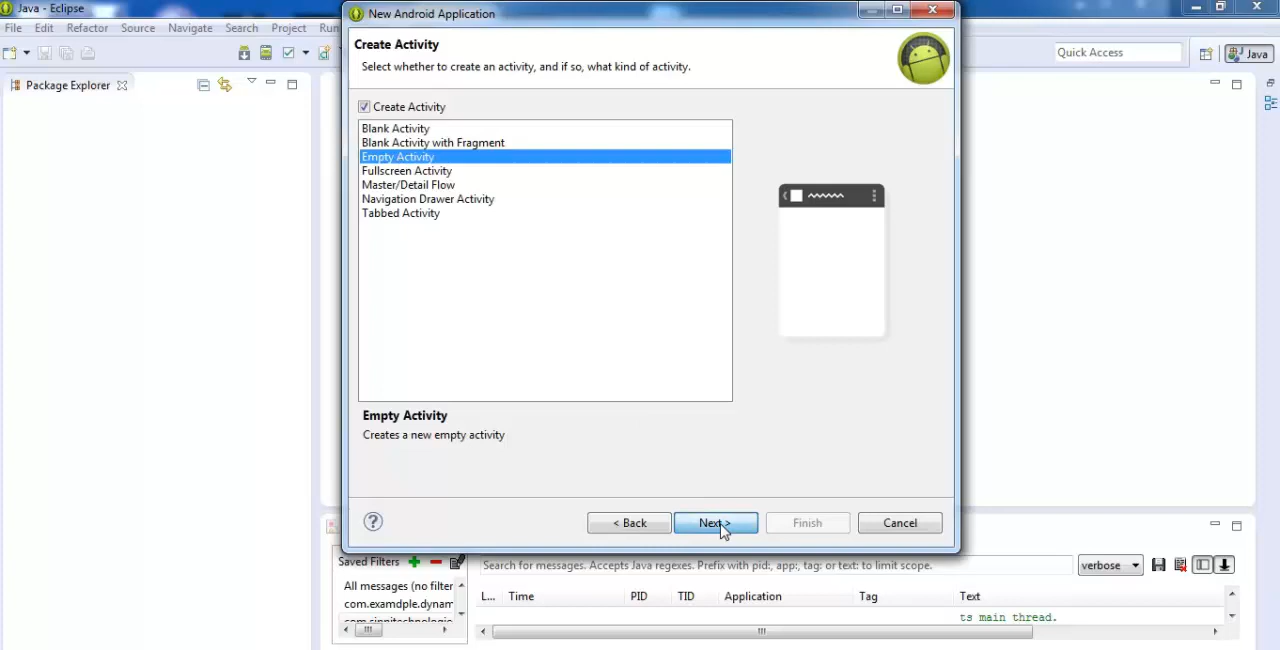 Java - Eclipse
File Edit Refactor Source Navigate Search Project Run
Quick Access
Java
Package Explorer
New Android Application
Create Activity
Select whether to create an activity, and if so, what kind of activity.
Create Activity
Blank Activity
Blank Activity with Fragment
Empty Activity
Fullscreen Activity
Master/Detail Flow
Navigation Drawer Activity
Tabbed Activity
Empty Activity
Creates a new empty activity
?
< Back
Next >
Finish
Cancel
Saved Filters
All messages (no filter
com.examdple.dynam
Search for messages. Accepts Java regexes. Prefix with pid:, app:, tag: or text: to limit scope.
verbose
L... Time PID TID Application Tag Text
ts main thread.